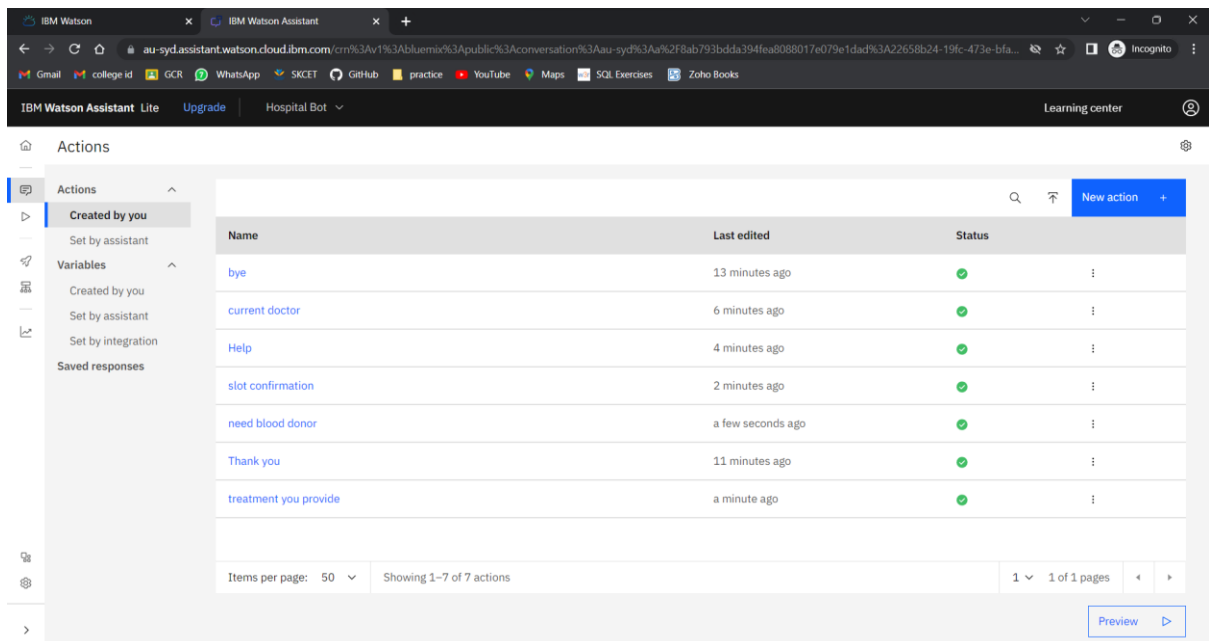 IBM Watson
IBM Watson Assistant
au-syd.assistant.watson.cloud.ibm.com/crn%3Av1%3Abluemix%3Apublic%3Aconversation%3Aau-syd%3Aa%2F8ab793bdda394fea8088017e079e1dad%3A22658b24-19fc-473e-bfa...
Incognito
Gmail college id GCR WhatsApp SKCET GitHub practice YouTube Maps SQL Exercises Zoho Books
IBM Watson Assistant Lite Upgrade Hospital Bot Learning center
Actions
Actions
Created by you
Set by assistant
Variables
Created by you
Set by assistant
Set by integration
Saved responses
New action +
Name Last edited Status
bye 13 minutes ago
current doctor 6 minutes ago
Help 4 minutes ago
slot confirmation 2 minutes ago
need blood donor a few seconds ago
Thank you 11 minutes ago
treatment you provide a minute ago
Items per page: 50 Showing 1–7 of 7 actions 1 1 of 1 pages
Preview